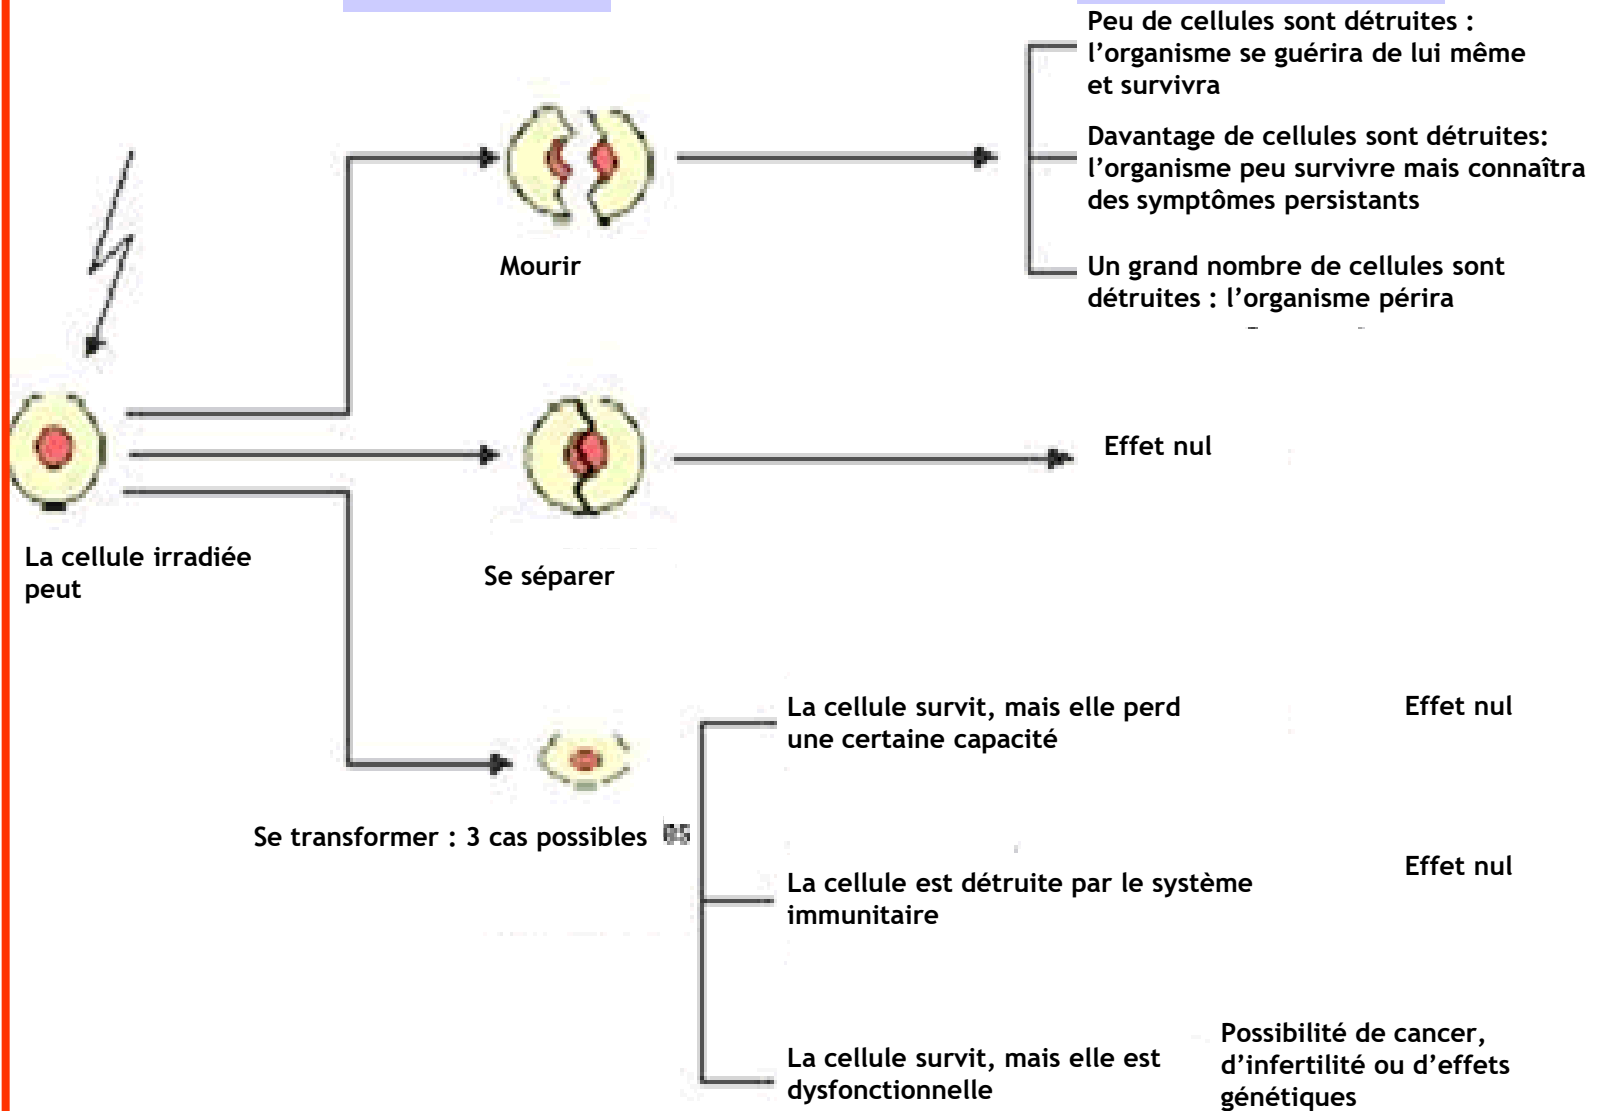 Peu de cellules sont détruites :
l’organisme se guérira de lui même
et survivra
Davantage de cellules sont détruites:
l’organisme peu survivre mais connaîtra
des symptômes persistants
Mourir
Un grand nombre de cellules sont
détruites : l’organisme périra
Effet nul
La cellule irradiée
peut
Se séparer
La cellule survit, mais elle perd
une certaine capacité
Effet nul
Se transformer : 3 cas possibles
La cellule est détruite par le système
immunitaire
Effet nul
La cellule survit, mais elle est
dysfonctionnelle
Possibilité de cancer,
d’infertilité ou d’effets
génétiques